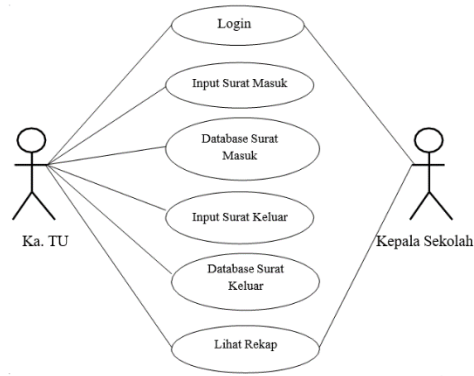 Login
Input Surat Masuk
Database Surat
Masuk
Input Surat Keluar
Ka. TU
Kepala Sekolah
Database Surat
Keluar
Lihat Rekap